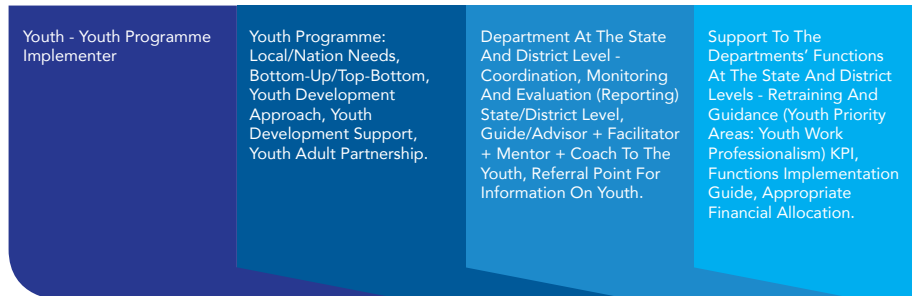 Youth - Youth Programme
Implementer
Youth Programme:
Local/Nation Needs,
Bottom-Up/Top-Bottom,
Youth Development
Approach, Youth
Development Support,
Youth Adult Partnership.
Department At The State
And District Level -
Coordination, Monitoring
And Evaluation (Reporting)
State/District Level,
Guide/Advisor + Facilitator
+ Mentor + Coach To The
Youth, Referral Point For
Information On Youth.
Support To The
Departments’ Functions
At The State And District
Levels - Retraining And
Guidance (Youth Priority
Areas: Youth Work
Professionalism) KPI,
Functions Implementation
Guide, Appropriate
Financial Allocation.